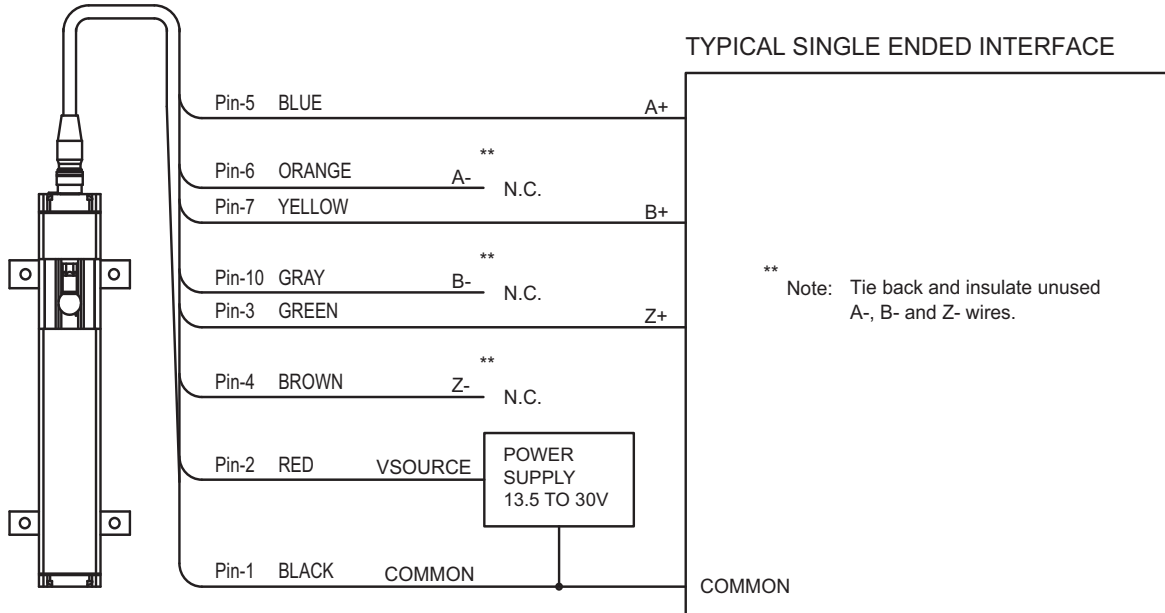 TYPICAL SINGLE ENDED INTERFACE
Pin-5 BLUE A+
**
Pin-6 ORANGE A- N.C.
Pin-7 YELLOW B+
**
Pin-10 GRAY B- N.C.
Pin-3 GREEN Z+
**
Pin-4 BROWN Z- N.C.
Pin-2 RED VSOURCE
POWER
SUPPLY
13.5 TO 30V
Pin-1 BLACK COMMON
COMMON
**
Note: Tie back and insulate unused
A-, B- and Z- wires.